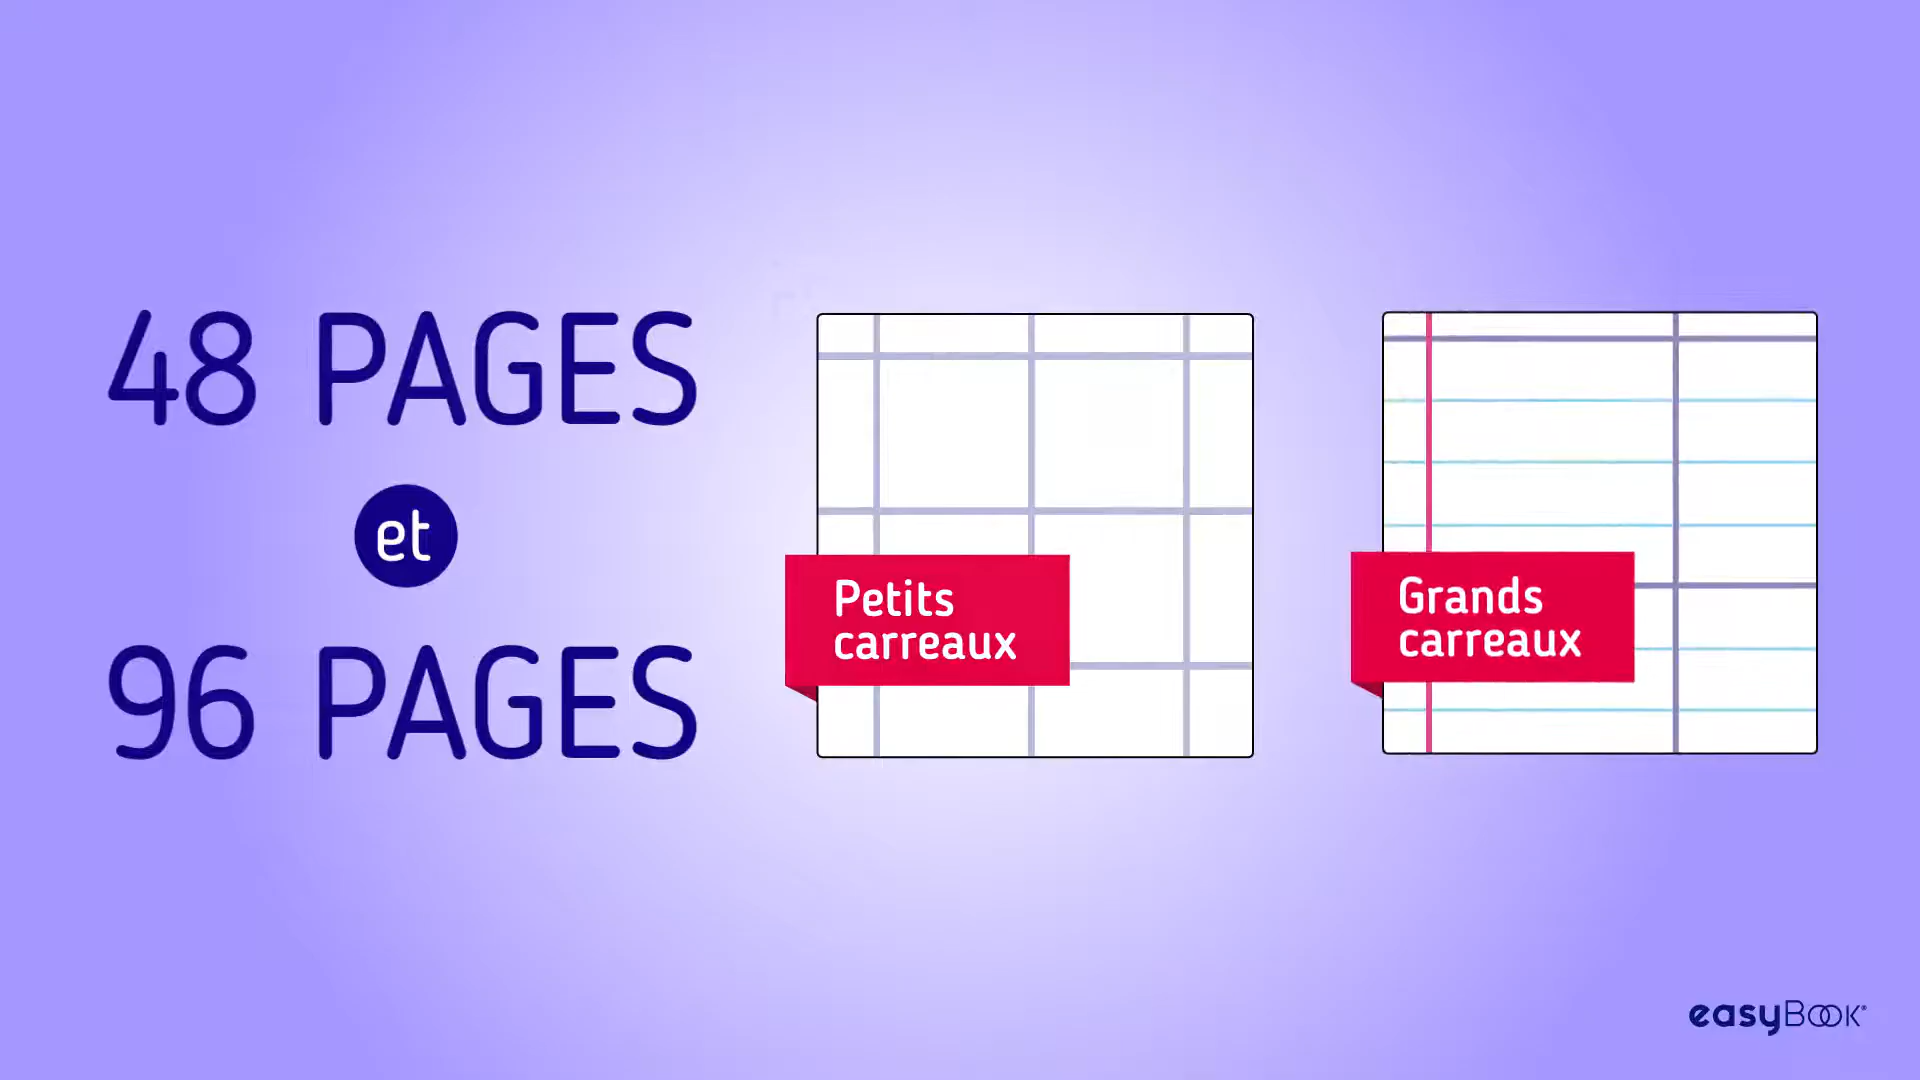 48 PAGES
et
96 PAGES
Petits
carreaux
Grands
carreaux
easyBOOK®